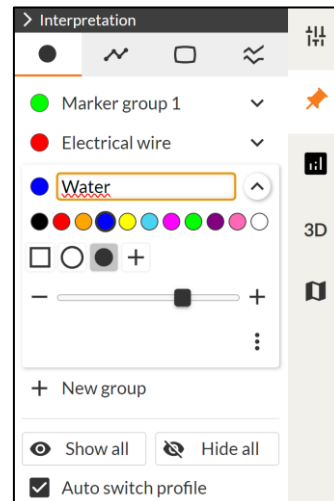 Interpretation
Marker group 1
Electrical wire
Water
New group
Show all
Hide all
Auto switch profile
3D